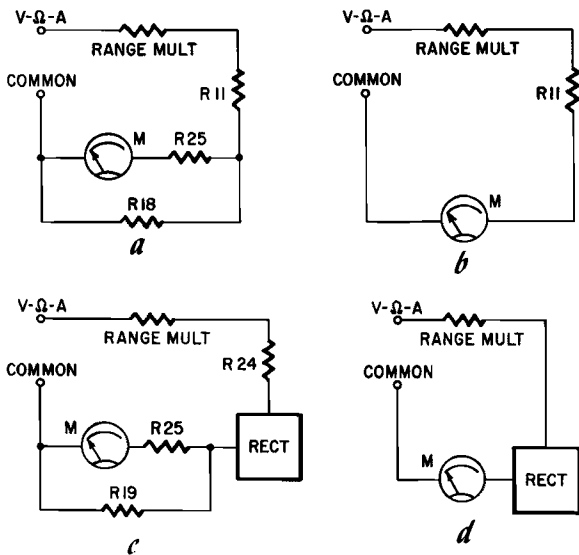 V-Ω-A
RANGE MULT
COMMON
R11
M
R25
R18
a
V-Ω-A
RANGE MULT
COMMON
R11
M
b
V-Ω-A
RANGE MULT
COMMON
R24
M
R25
RECT
R19
c
V-Ω-A
RANGE MULT
COMMON
M
RECT
d